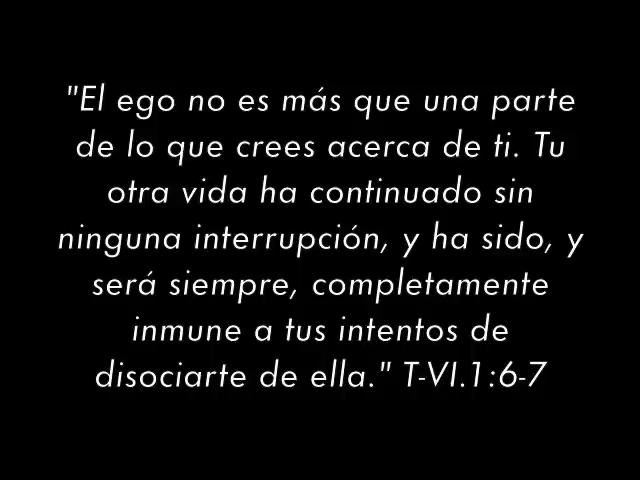 "El ego no es más que una parte
de lo que crees acerca de ti. Tu
otra vida ha continuado sin
ninguna interrupción, y ha sido, y
será siempre, completamente
inmune a tus intentos de
disociarte de ella." T-VI.1:6-7